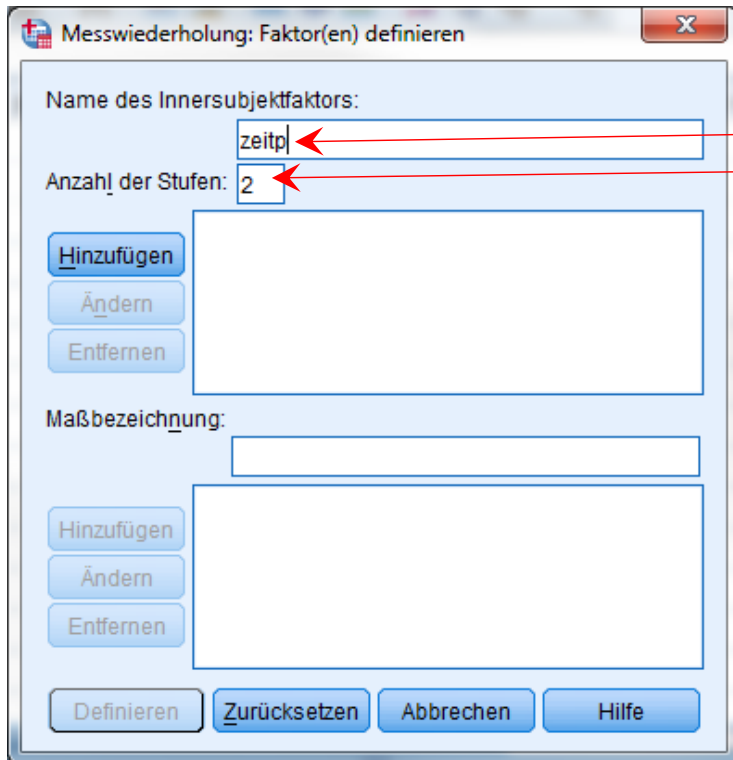 Messwiederholung: Faktor(en) definieren
Name des Innersubjektfaktors:
zeitp
Anzahl der Stufen: 2
Hinzufügen
Ändern
Entfernen
Maßbezeichnung:
Hinzufügen
Ändern
Entfernen
Definieren Zurücksetzen Abbrechen Hilfe